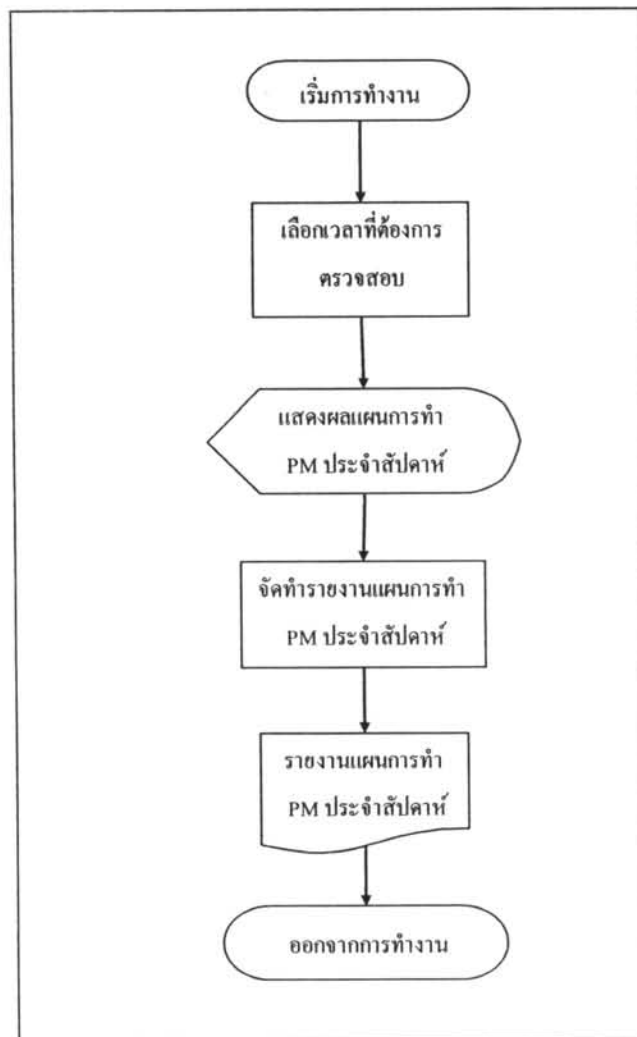 เริ่มการทำงาน
เลือกเวลาที่ต้องการ
ตรวจสอบ
แสดงผลแผนการทำ
PM ประจำสัปดาห์
จัดทำรายงานแผนการทำ
PM ประจำสัปดาห์
รายงานแผนการทำ
PM ประจำสัปดาห์
ออกจากการทำงาน